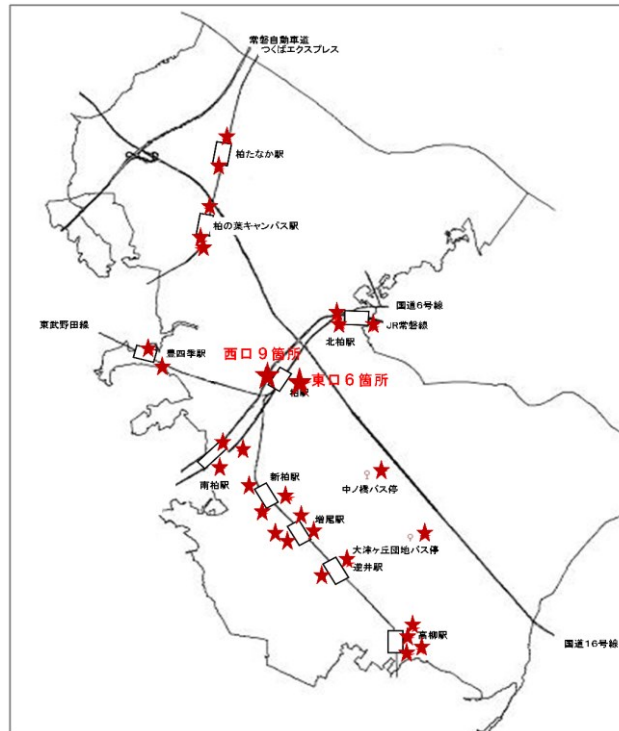 常磐自動車道
つくばエクスプレス
柏たなか駅
柏の葉キャンパス駅
国道6号線
東武野田線
JR常磐線
北柏駅
豊四季駅
西口9箇所
東口6箇所
柏駅
南柏駅
新柏駅
中ノ橋バス停
増尾駅
大津ヶ丘団地バス停
逆井駅
高柳駅
国道16号線